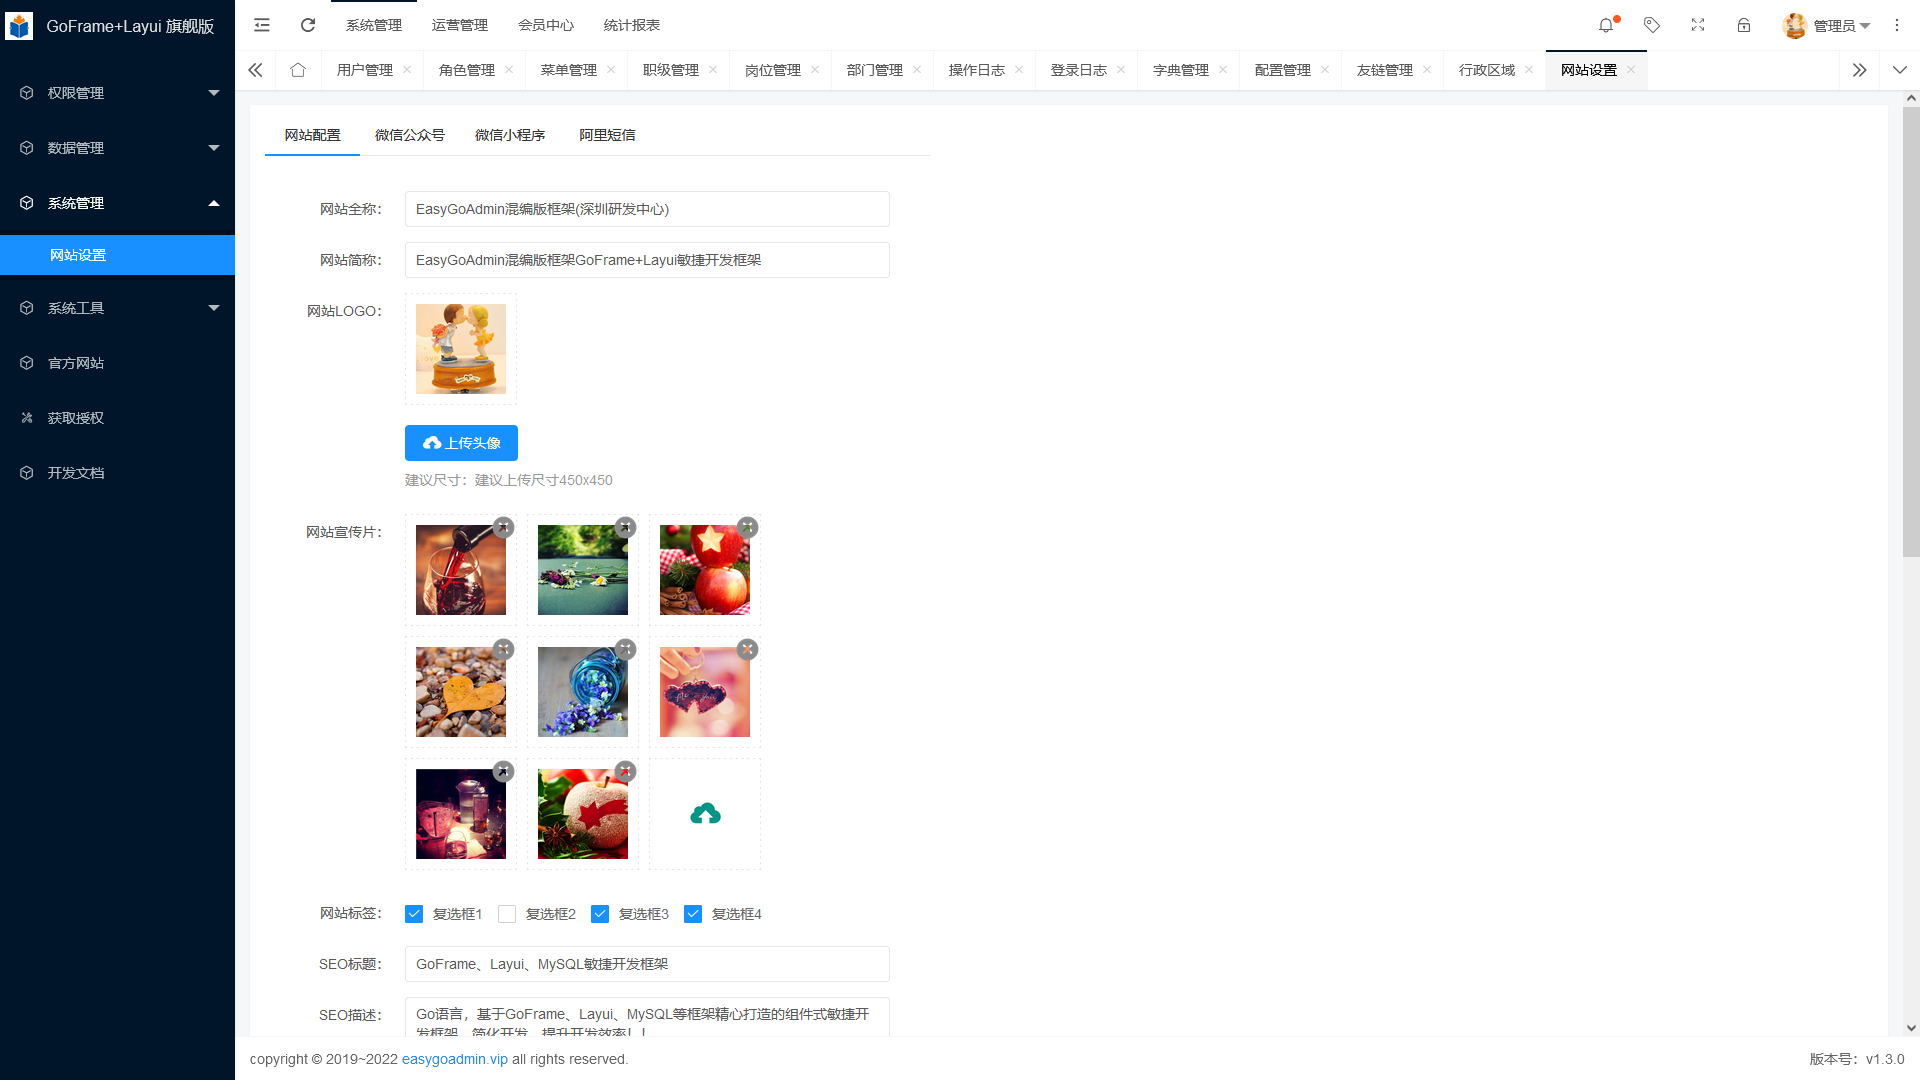 GoFrame+Layui 旗舰版
系统管理 运营管理 会员中心 统计报表
管理员
用户管理 角色管理 菜单管理 职级管理 岗位管理 部门管理 操作日志 登录日志 字典管理 配置管理 友链管理 行政区域 网站设置
权限管理
数据管理
系统管理
网站设置
系统工具
官方网站
获取授权
开发文档
网站配置 微信公众号 微信小程序 阿里短信
网站全称： EasyGoAdmin混编版框架(深圳研发中心)
网站简称： EasyGoAdmin混编版框架GoFrame+Layui敏捷开发框架
网站LOGO：
上传头像
建议尺寸：建议上传尺寸450x450
网站宣传片：
网站标签： 复选框1 复选框2 复选框3 复选框4
SEO标题： GoFrame、Layui、MySQL敏捷开发框架
SEO描述： Go语言，基于GoFrame、Layui、MySQL等框架精心打造的组件式敏捷开
发框架，简化开发，提升开发效率！！
copyright © 2019~2022 easygoadmin.vip all rights reserved.
版本号：v1.3.0